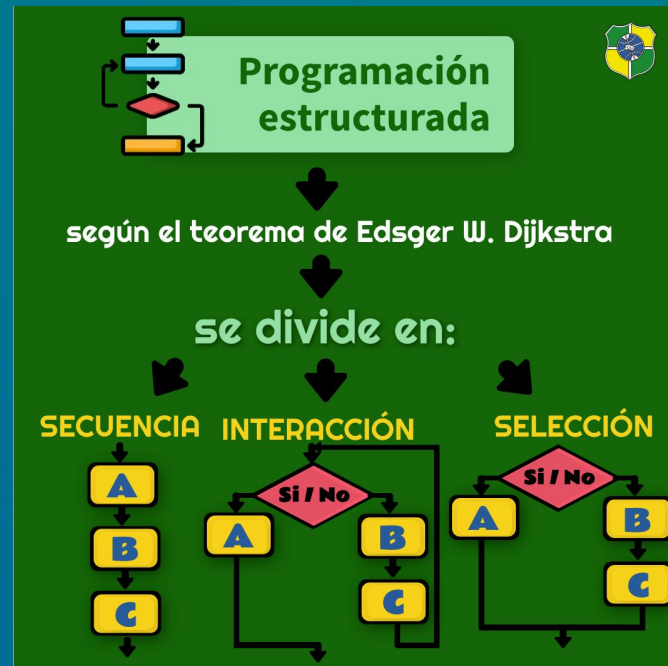 Programación
estructurada
según el teorema de Edsger W. Dijkstra
se divide en:
SECUENCIA
INTERACCIÓN
SELECCIÓN
A
B
C
Si / No
A
B
C
Si / No
A
B
C